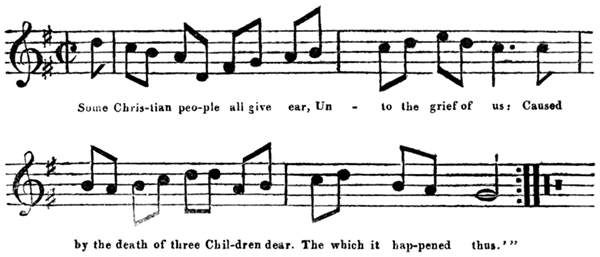 Some Chris-tian peo-ple all give ear, Un - to the grief of us: Caused
by the death of three Chil-dren dear. The which it hap-pened thus.'"